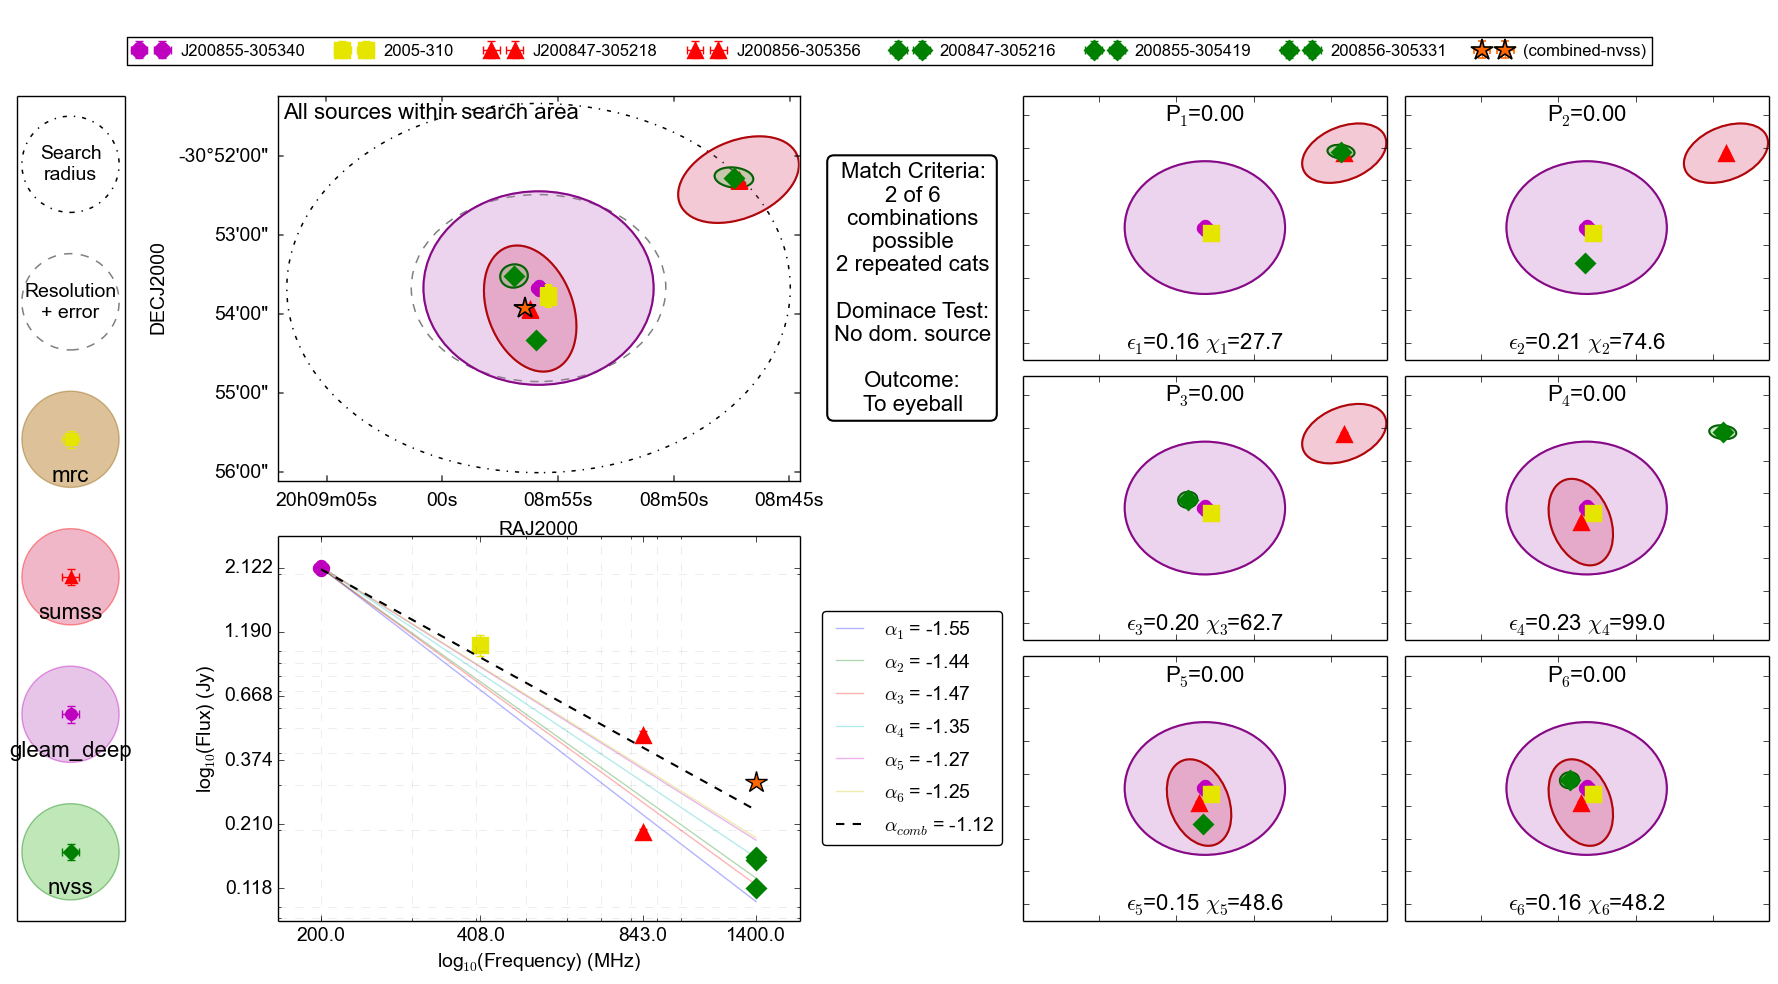 J200855-305340 2005-310 J200847-305218 J200856-305356 200847-305216 200855-305419 200856-305331 (combined-nvss)
Search
radius
Resolution
+ error
mrc
sumss
gleam_deep
nvss
All sources within search area
-30°52'00"
53'00"
54'00"
55'00"
56'00"
DECJ2000
20h09m05s 00s 08m55s 08m50s 08m45s
RAJ2000
Match Criteria:
2 of 6
combinations
possible
2 repeated cats
Dominace Test:
No dom. source
Outcome:
To eyeball
2.122
1.190
0.668
0.374
0.210
0.118
log10(Flux) (Jy)
200.0 408.0 843.0 1400.0
log10(Frequency) (MHz)
α1 = -1.55
α2 = -1.44
α3 = -1.47
α4 = -1.35
α5 = -1.27
α6 = -1.25
αcomb = -1.12
P1=0.00
ϵ1=0.16 χ1=27.7
P2=0.00
ϵ2=0.21 χ2=74.6
P3=0.00
ϵ3=0.20 χ3=62.7
P4=0.00
ϵ4=0.23 χ4=99.0
P5=0.00
ϵ5=0.15 χ5=48.6
P6=0.00
ϵ6=0.16 χ6=48.2